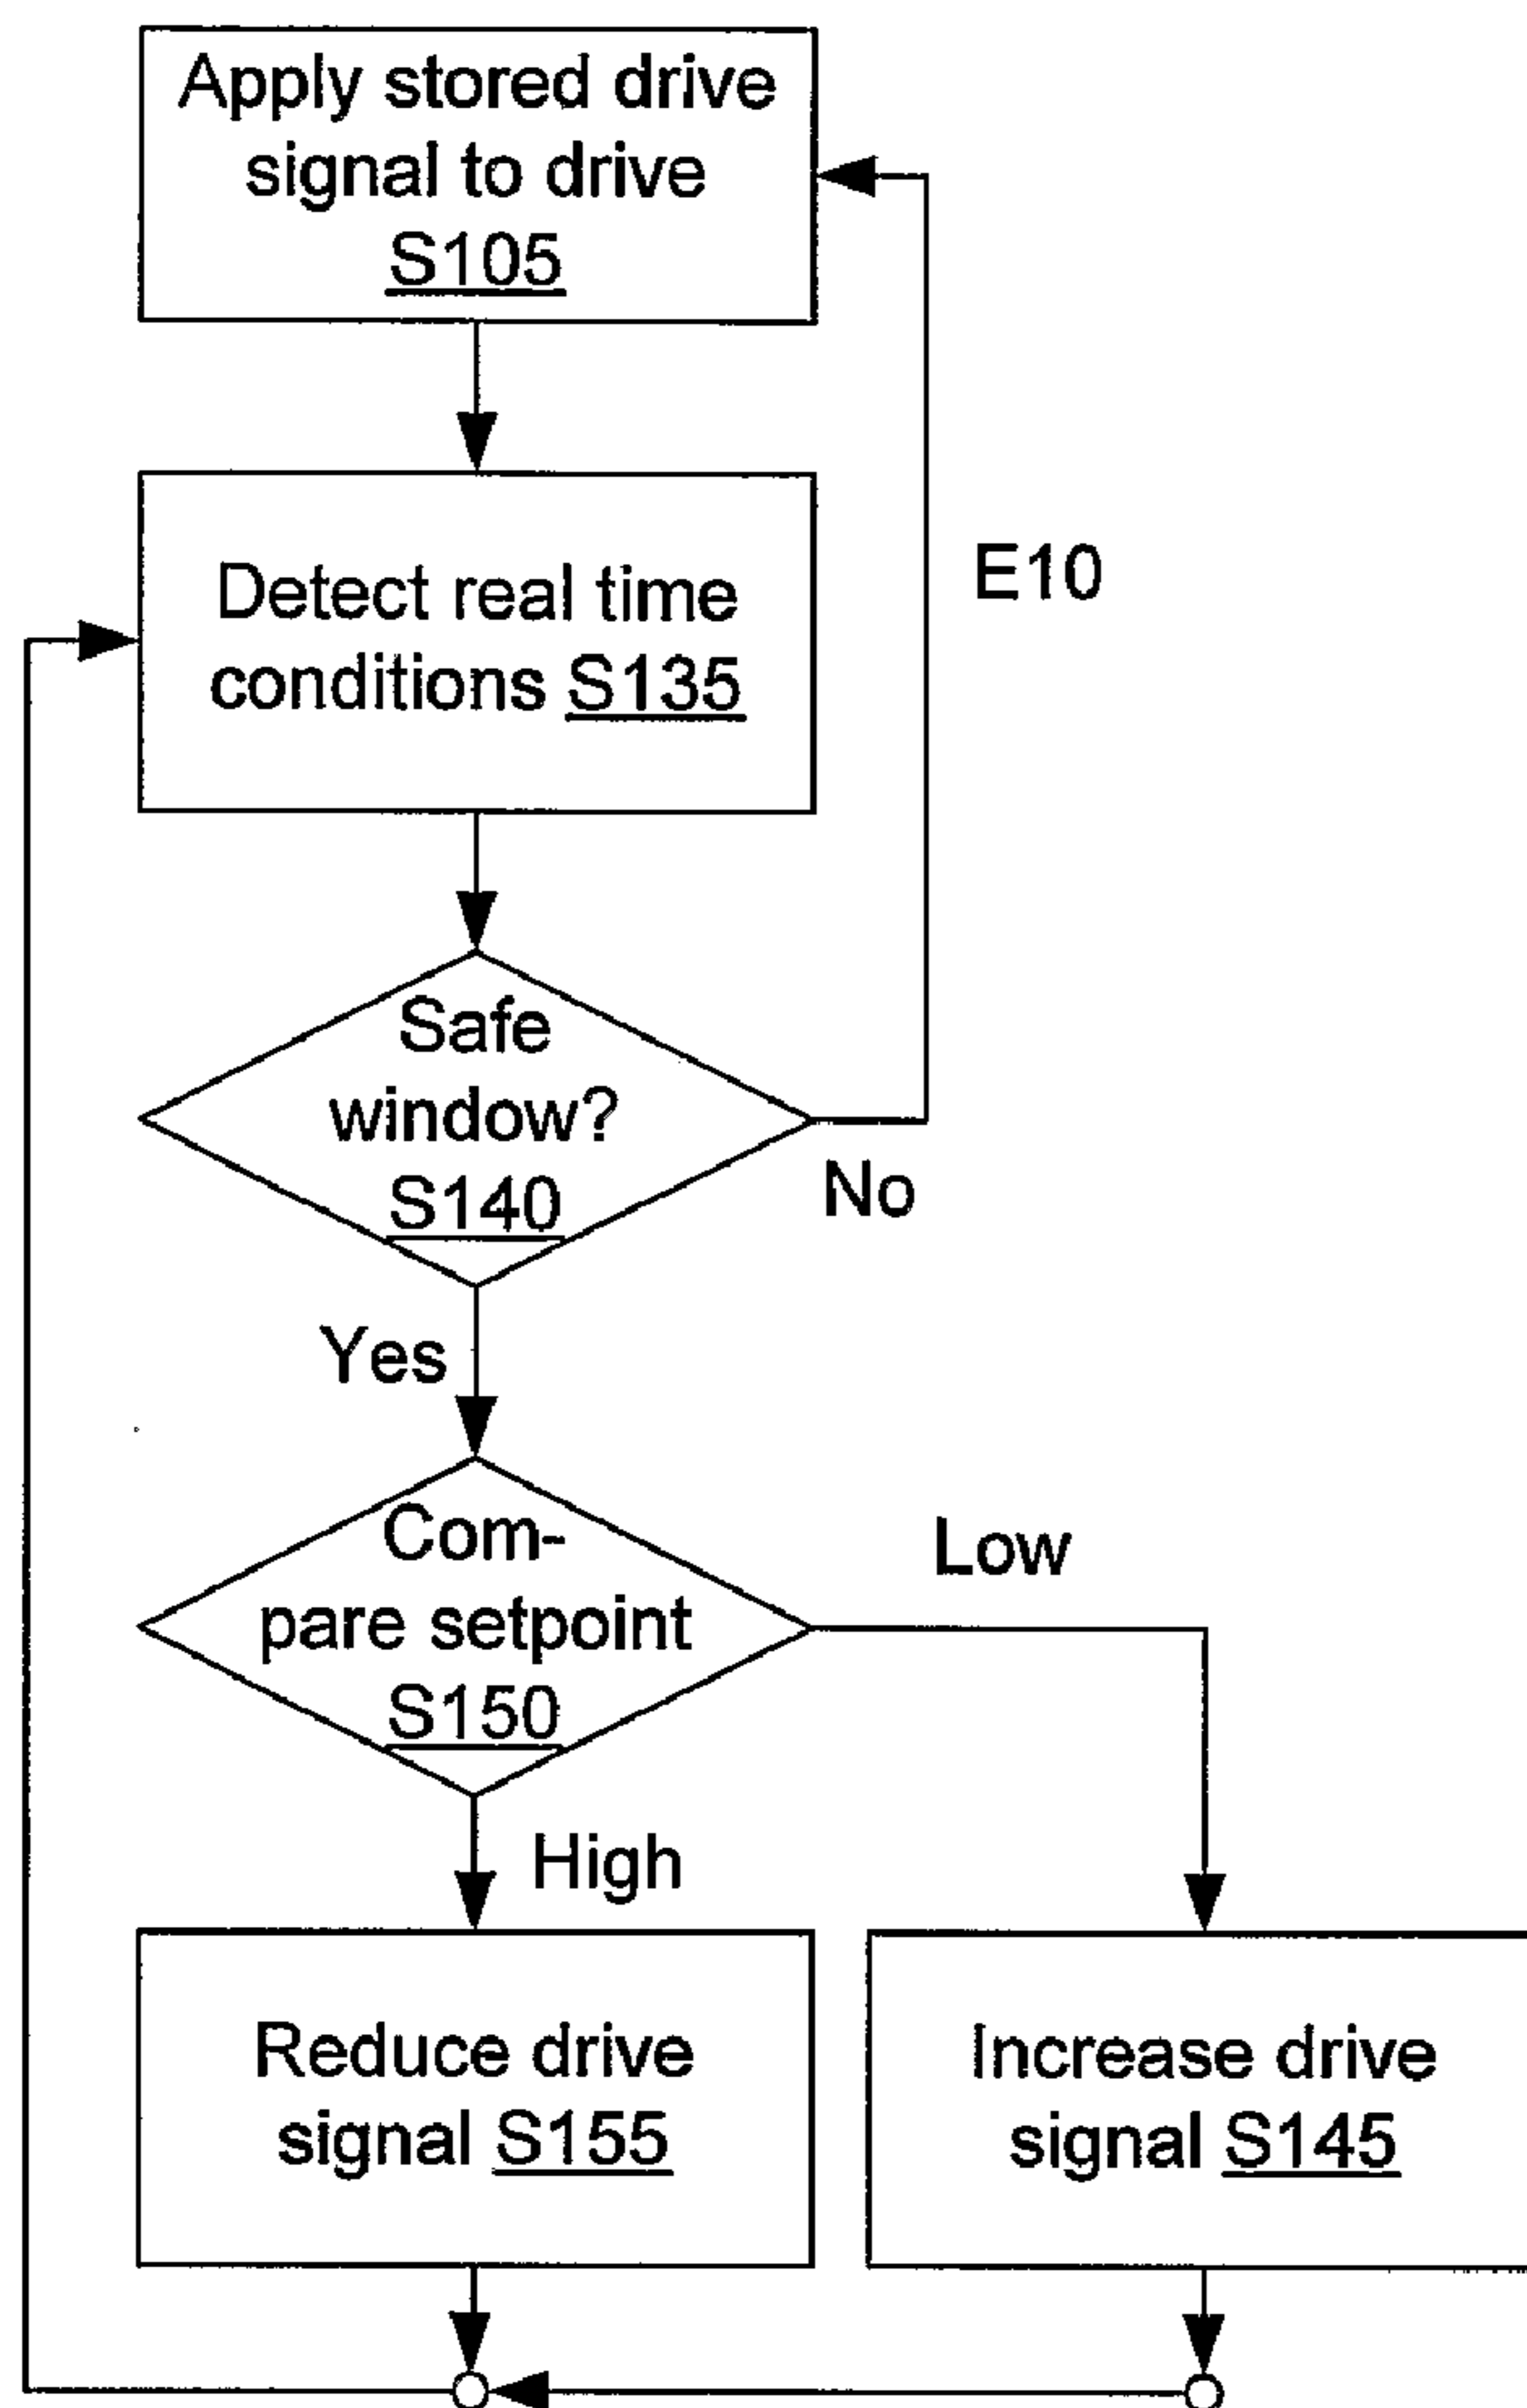 Apply stored drive
signal to drive
S105
E10
Detect real time
conditions S135
Safe
window?
S140
No
Yes
Com-
pare setpoint
S150
Low
High
Reduce drive
signal S155
Increase drive
signal S145